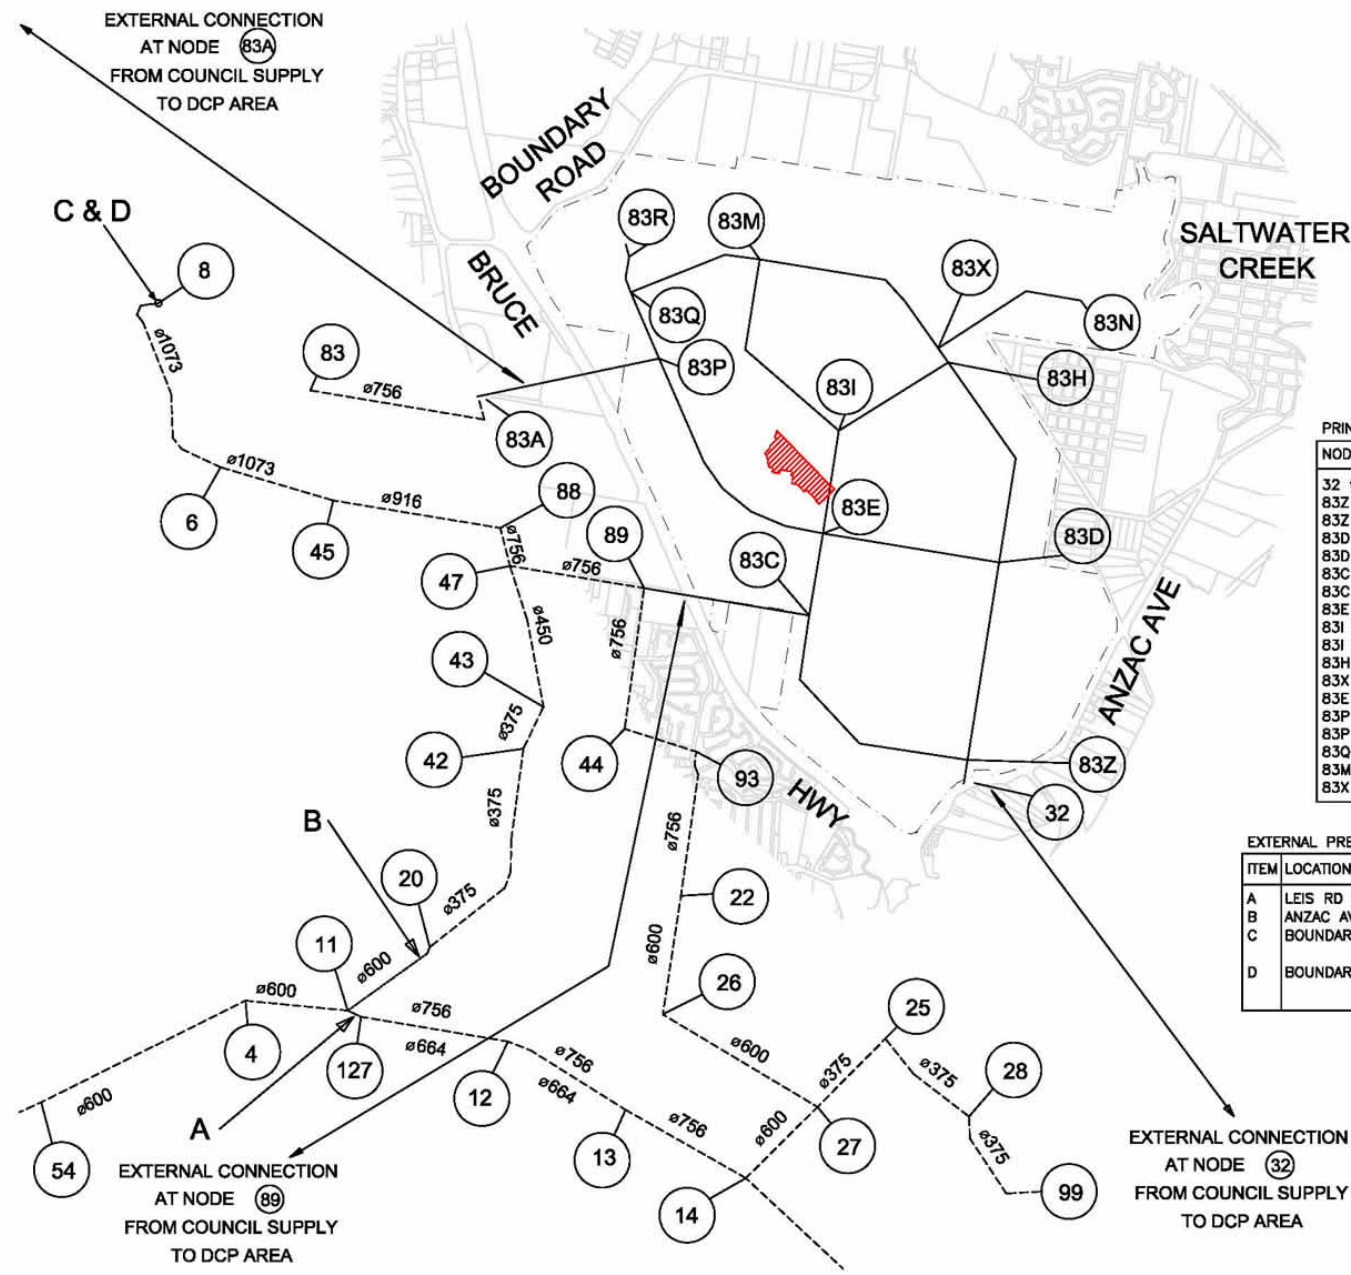 EXTERNAL CONNECTION
AT NODE 83A
FROM COUNCIL SUPPLY
TO DCP AREA
BOUNDARY
ROAD
C & D
8
83R
83M
SALTWATER
CREEK
83X
BRUCE
83Q
83N
ø1073
83
83P
83I
83H
ø756
83A
ø1073
88
6
ø916
45
89
83E
83D
83C
ø756
47
ø756
ø450
ø756
43
ANZAC AVE
ø375
42
44
93
83Z
HWY
32
ø375
B
ø756
20
ø375
22
11
ø600
ø600
26
25
ø600
ø756
4
127
ø664
12
ø756
ø664
ø600
ø375
ø375
28
ø600
54
A
13
ø756
ø600
27
ø375
99
14
EXTERNAL CONNECTION
AT NODE 89
FROM COUNCIL SUPPLY
TO DCP AREA
EXTERNAL CONNECTION
AT NODE 32
FROM COUNCIL SUPPLY
TO DCP AREA
PRIN
NOD
32
83Z
83Z
83D
83D
83C
83C
83E
83I
83I
83H
83X
83E
83P
83P
83Q
83M
83X
EXTERNAL PRE
ITEM LOCATION
A LEIS RD
B ANZAC AV
C BOUNDAR
D BOUNDAR